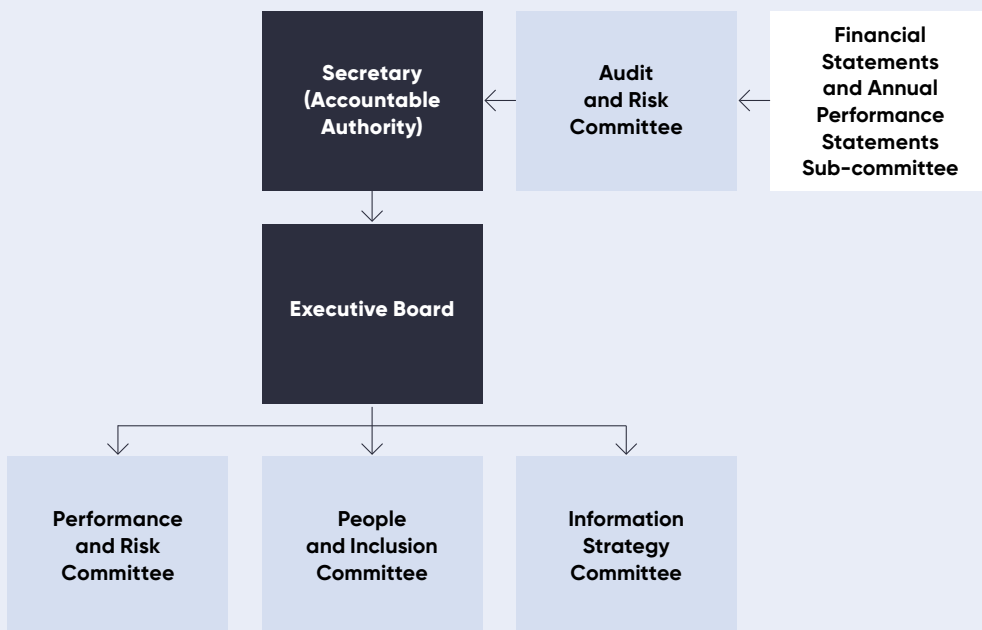 Secretary
(Accountable
Authority)
Audit
and Risk
Committee
Financial
Statements
and Annual
Performance
Statements
Sub-committee
Executive Board
Performance
and Risk
Committee
People
and Inclusion
Committee
Information
Strategy
Committee